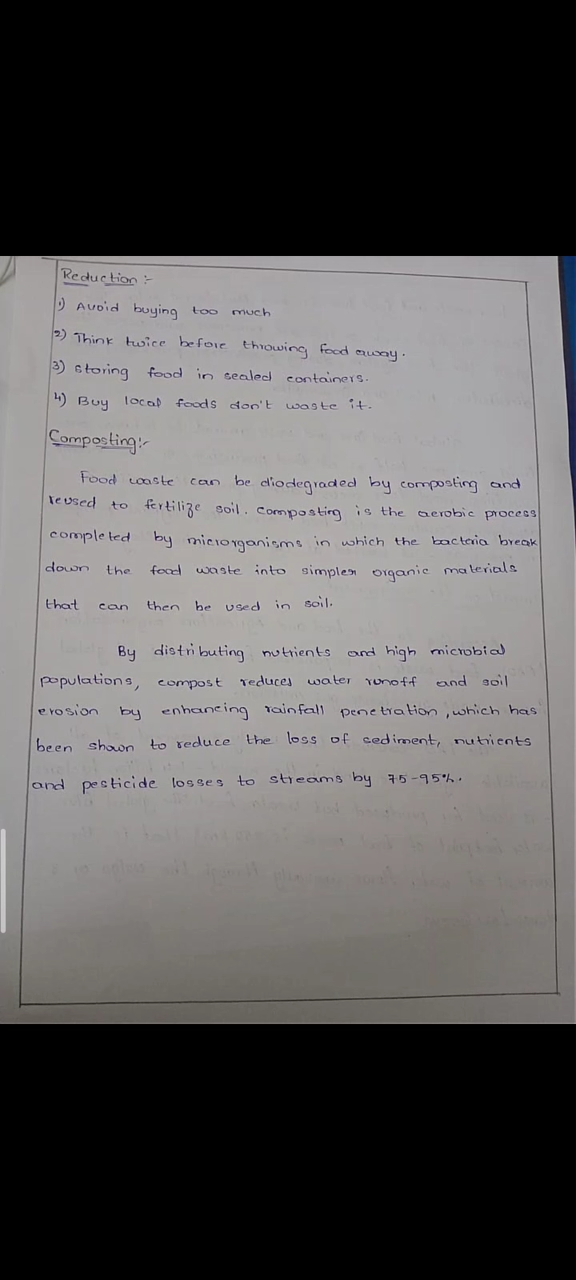 Reduction :-
1) Avoid buying too much
2) Think twice before throwing food away.
3) Storing food in sealed containers.
4) Buy local foods don't waste it.
Composting:-
Food waste can be diodegraded by composting and
reused to fertilize soil. Composting is the aerobic process
completed by microrganisms in which the bacteria break
down the food waste into simpler organic materials
that can then be used in soil.
By distributing nutrients and high microbial
populations, compost reduces water runoff and soil
erosion by enhancing rainfall penetration, which has
been shown to reduce the loss of sediment, nutrients
and pesticide losses to streams by 75-95%.